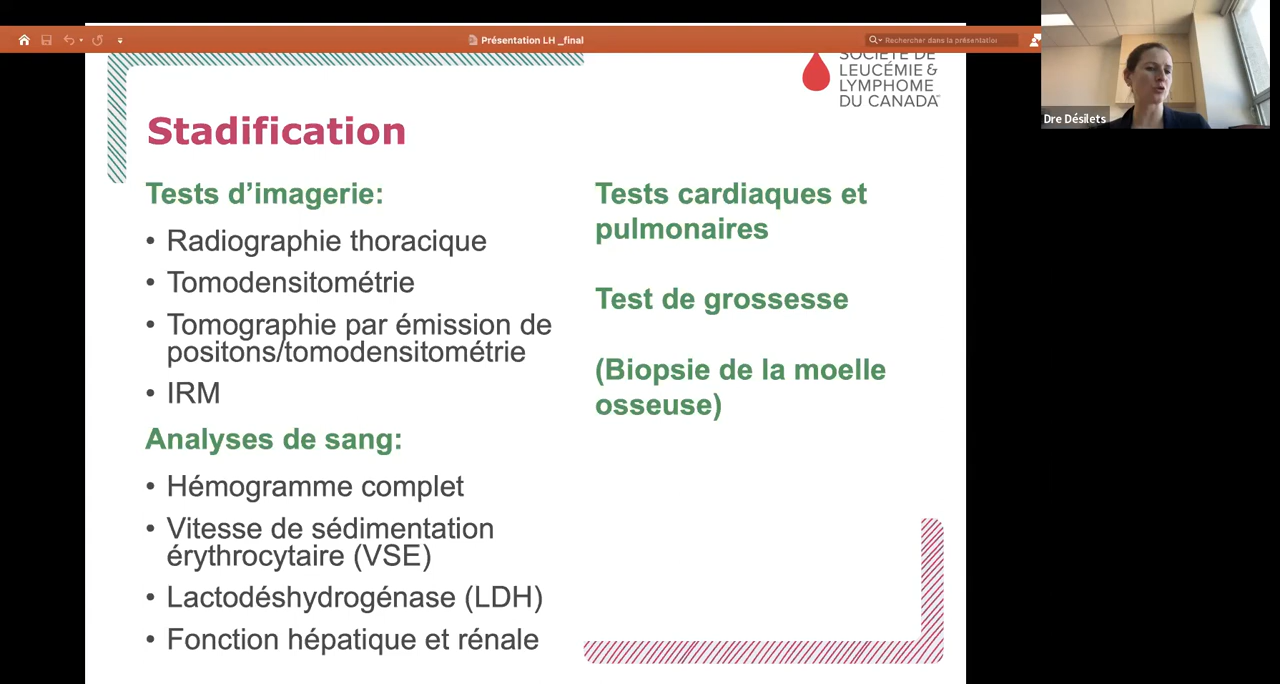 Présentation LH _final
Rechercher dans la présentation
SOCIÉTÉ DE
LEUCÉMIE &
LYMPHOME
DU CANADA
Dre Désilets
Stadification
Tests d’imagerie:
• Radiographie thoracique
• Tomodensitométrie
• Tomographie par émission de
positons/tomodensitométrie
• IRM
Analyses de sang:
• Hémogramme complet
• Vitesse de sédimentation
érythrocytaire (VSE)
• Lactodéshydrogénase (LDH)
• Fonction hépatique et rénale
Tests cardiaques et
pulmonaires
Test de grossesse
(Biopsie de la moelle
osseuse)